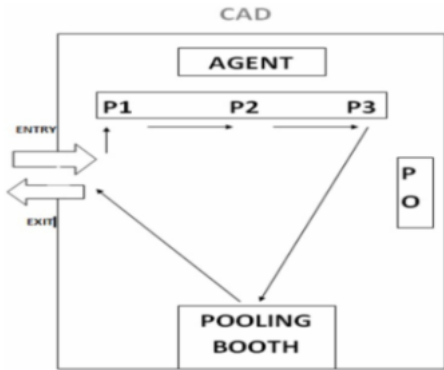 CAD
AGENT
P1 P2 P3
ENTRY
P
O
EXIT
POOLING
BOOTH